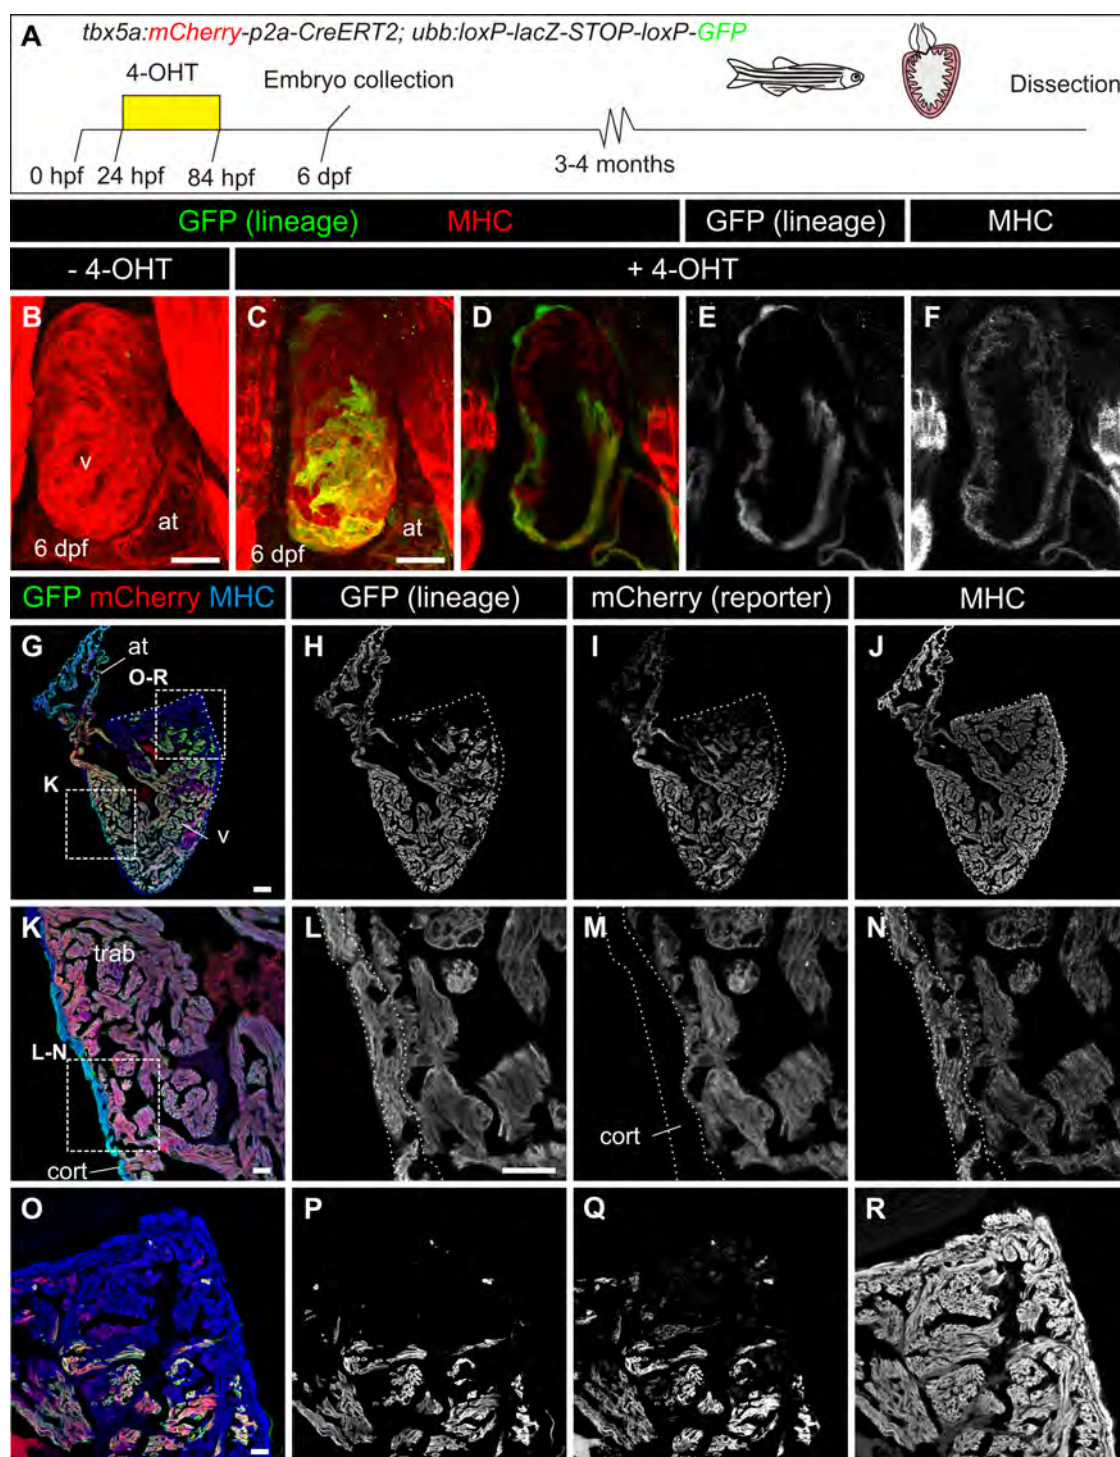 A tbx5a:mCherry-p2a-CreERT2; ubb:loxP-lacZ-STOP-loxP-GFP
4-OHT
Embryo collection
Dissection
0 hpf 24 hpf 84 hpf 6 dpf
3-4 months
GFP (lineage) MHC GFP (lineage) MHC
- 4-OHT + 4-OHT
B C D E F
v
at
at
6 dpf 6 dpf
GFP mCherry MHC GFP (lineage) mCherry (reporter) MHC
G H I J
at
O-R
K
v
K L M N
trab
L-N
cort
cort
O P Q R